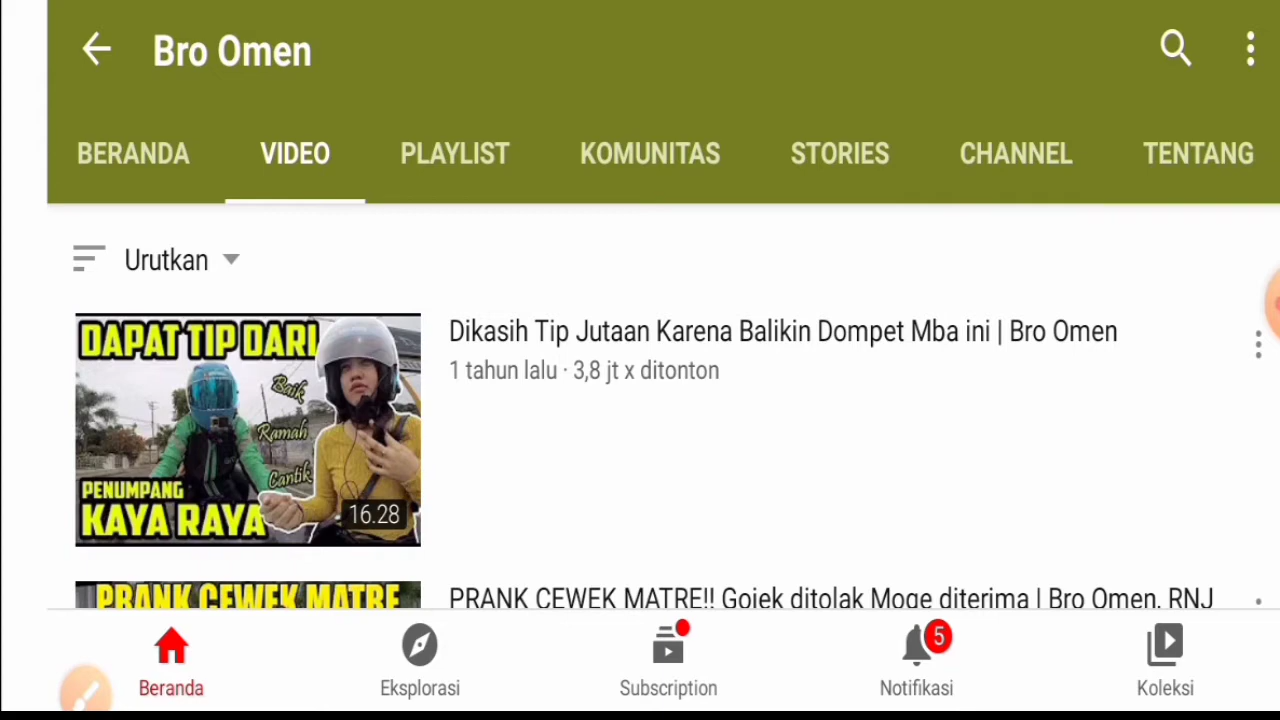 Bro Omen
BERANDA VIDEO PLAYLIST KOMUNITAS STORIES CHANNEL TENTANG
Urutkan
DAPAT TIP DARI
Baik
Ramah
Cantik
PENUMPANG
KAYA RAYA
16.28
Dikasih Tip Jutaan Karena Balikin Dompet Mba ini | Bro Omen
1 tahun lalu · 3,8 jt x ditonton
PRANK CEWEK MATRE
PRANK CEWEK MATRE!! Gojek ditolak Moge diterima | Bro Omen, RNJ
5
Beranda Eksplorasi Subscription Notifikasi Koleksi